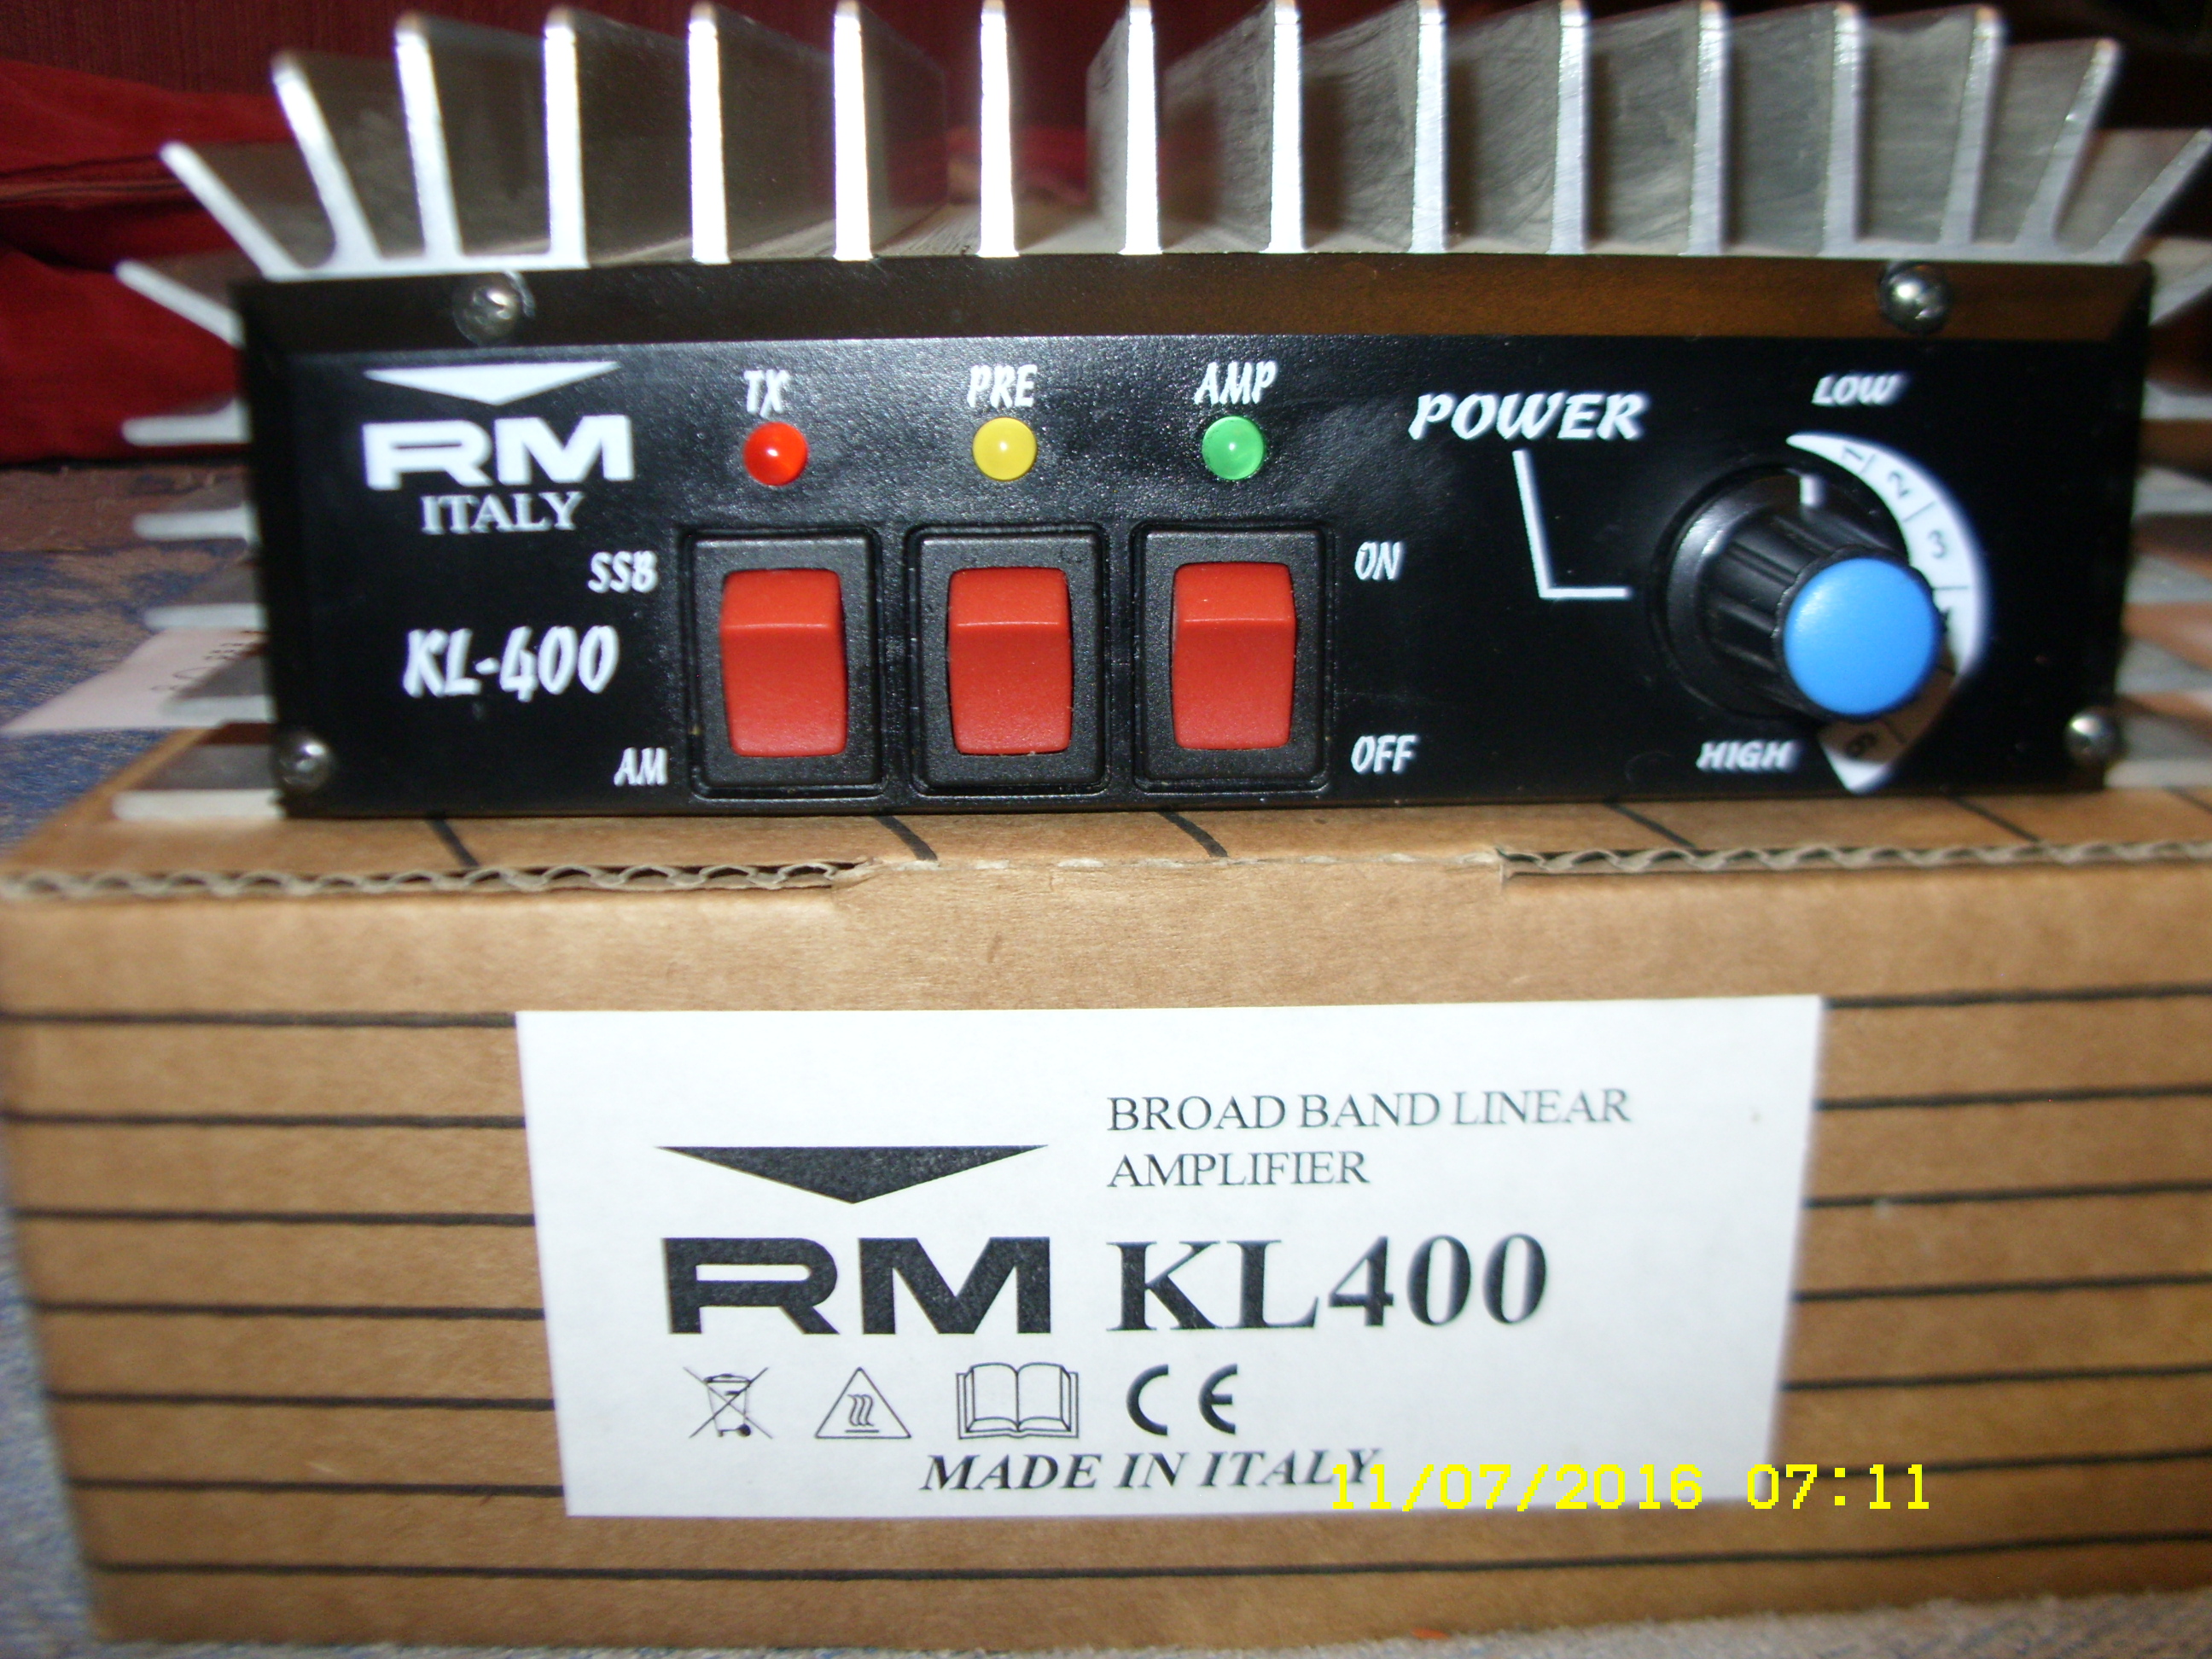 TX PRE AMP
POWER
LOW
RM
ITALY
1 2 3
SSB
ON
KL-400
AM
OFF
HIGH
6
BROAD BAND LINEAR
AMPLIFIER
RM KL400
CE
MADE IN ITALY
11/07/2016 07:11